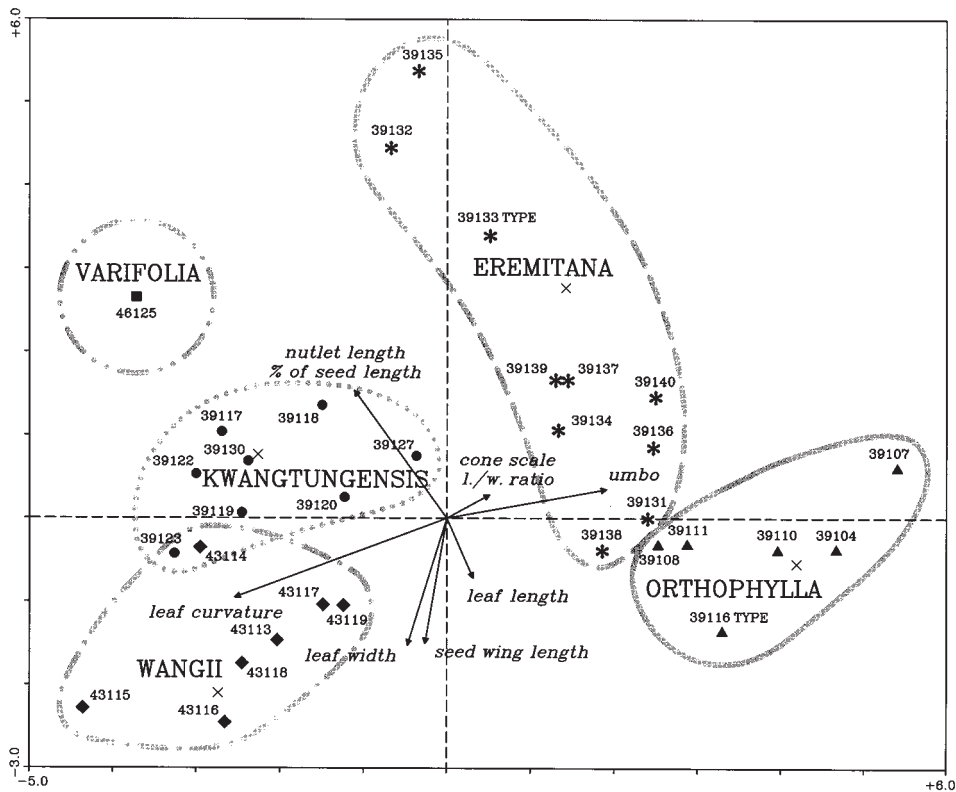 +6.0
39135
39132
39133 TYPE
EREMITANA
VARIFOLIA
46125
nutlet length
% of seed length
39139
39137
39140
39117
39118
39134
39136
39130
39127
39122
cone scale
l./w. ratio
umbo
39107
KWANGTUNGENSIS
39119
39120
39131
39123
43114
39138
39108
39111
39110
39104
ORTHOPHYLLA
39116 TYPE
leaf length
leaf curvature
43117
43119
43113
leaf width
seed wing length
WANGII
43118
43115
43116
-3.0
-5.0
+6.0